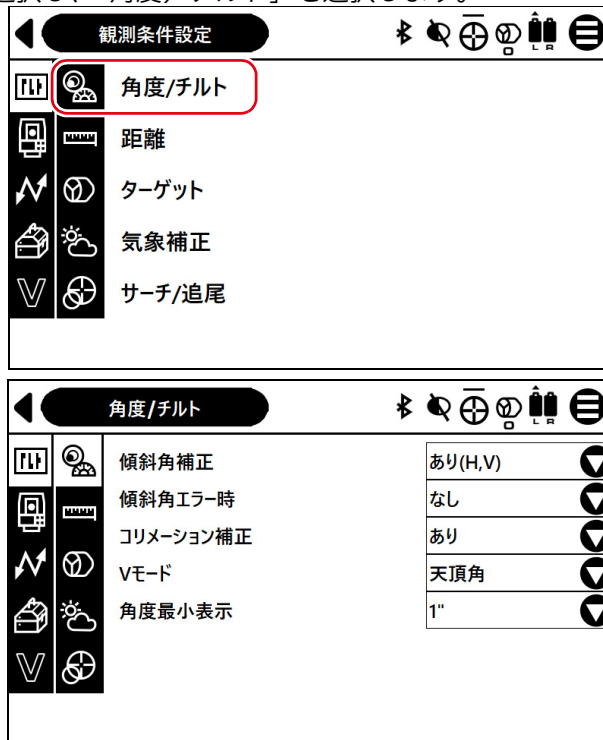 観測条件設定
L R
角度/チルト
距離
ターゲット
気象補正
サーチ/追尾
角度/チルト
L R
傾斜角補正 あり(H,V)
傾斜角エラー時 なし
コリメーション補正 あり
Vモード 天頂角
角度最小表示 1"